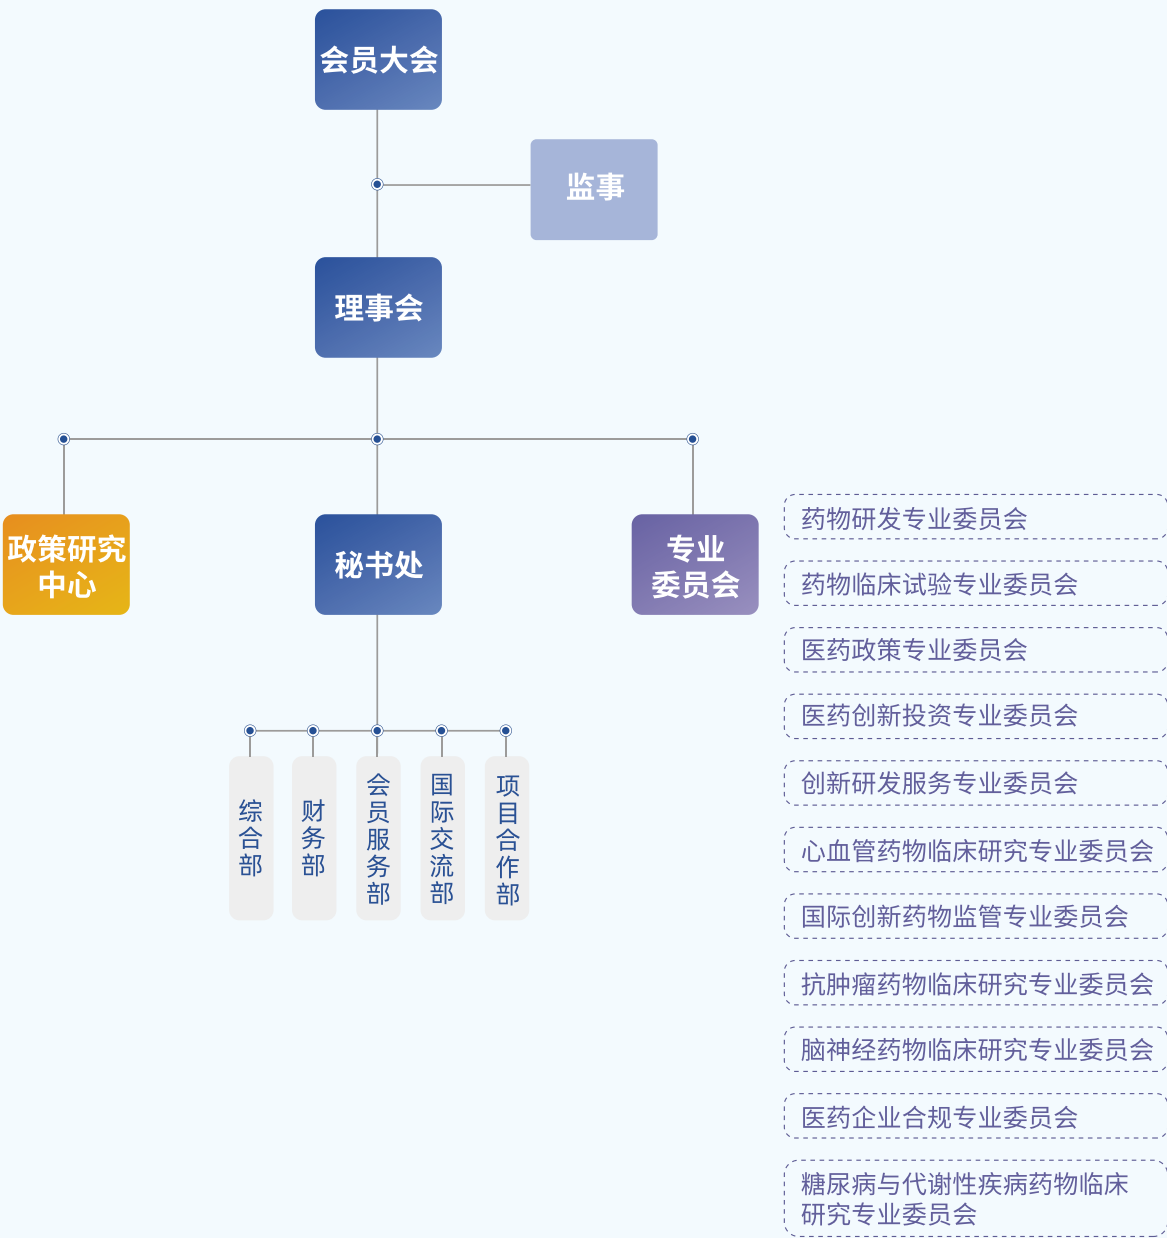 会员大会
监事
理事会
政策研究
中心
秘书处
专业
委员会
综合部
财务部
会员服务部
国际交流部
项目合作部
药物研发专业委员会
药物临床试验专业委员会
医药政策专业委员会
医药创新投资专业委员会
创新研发服务专业委员会
心血管药物临床研究专业委员会
国际创新药物监管专业委员会
抗肿瘤药物临床研究专业委员会
脑神经药物临床研究专业委员会
医药企业合规专业委员会
糖尿病与代谢性疾病药物临床
研究专业委员会